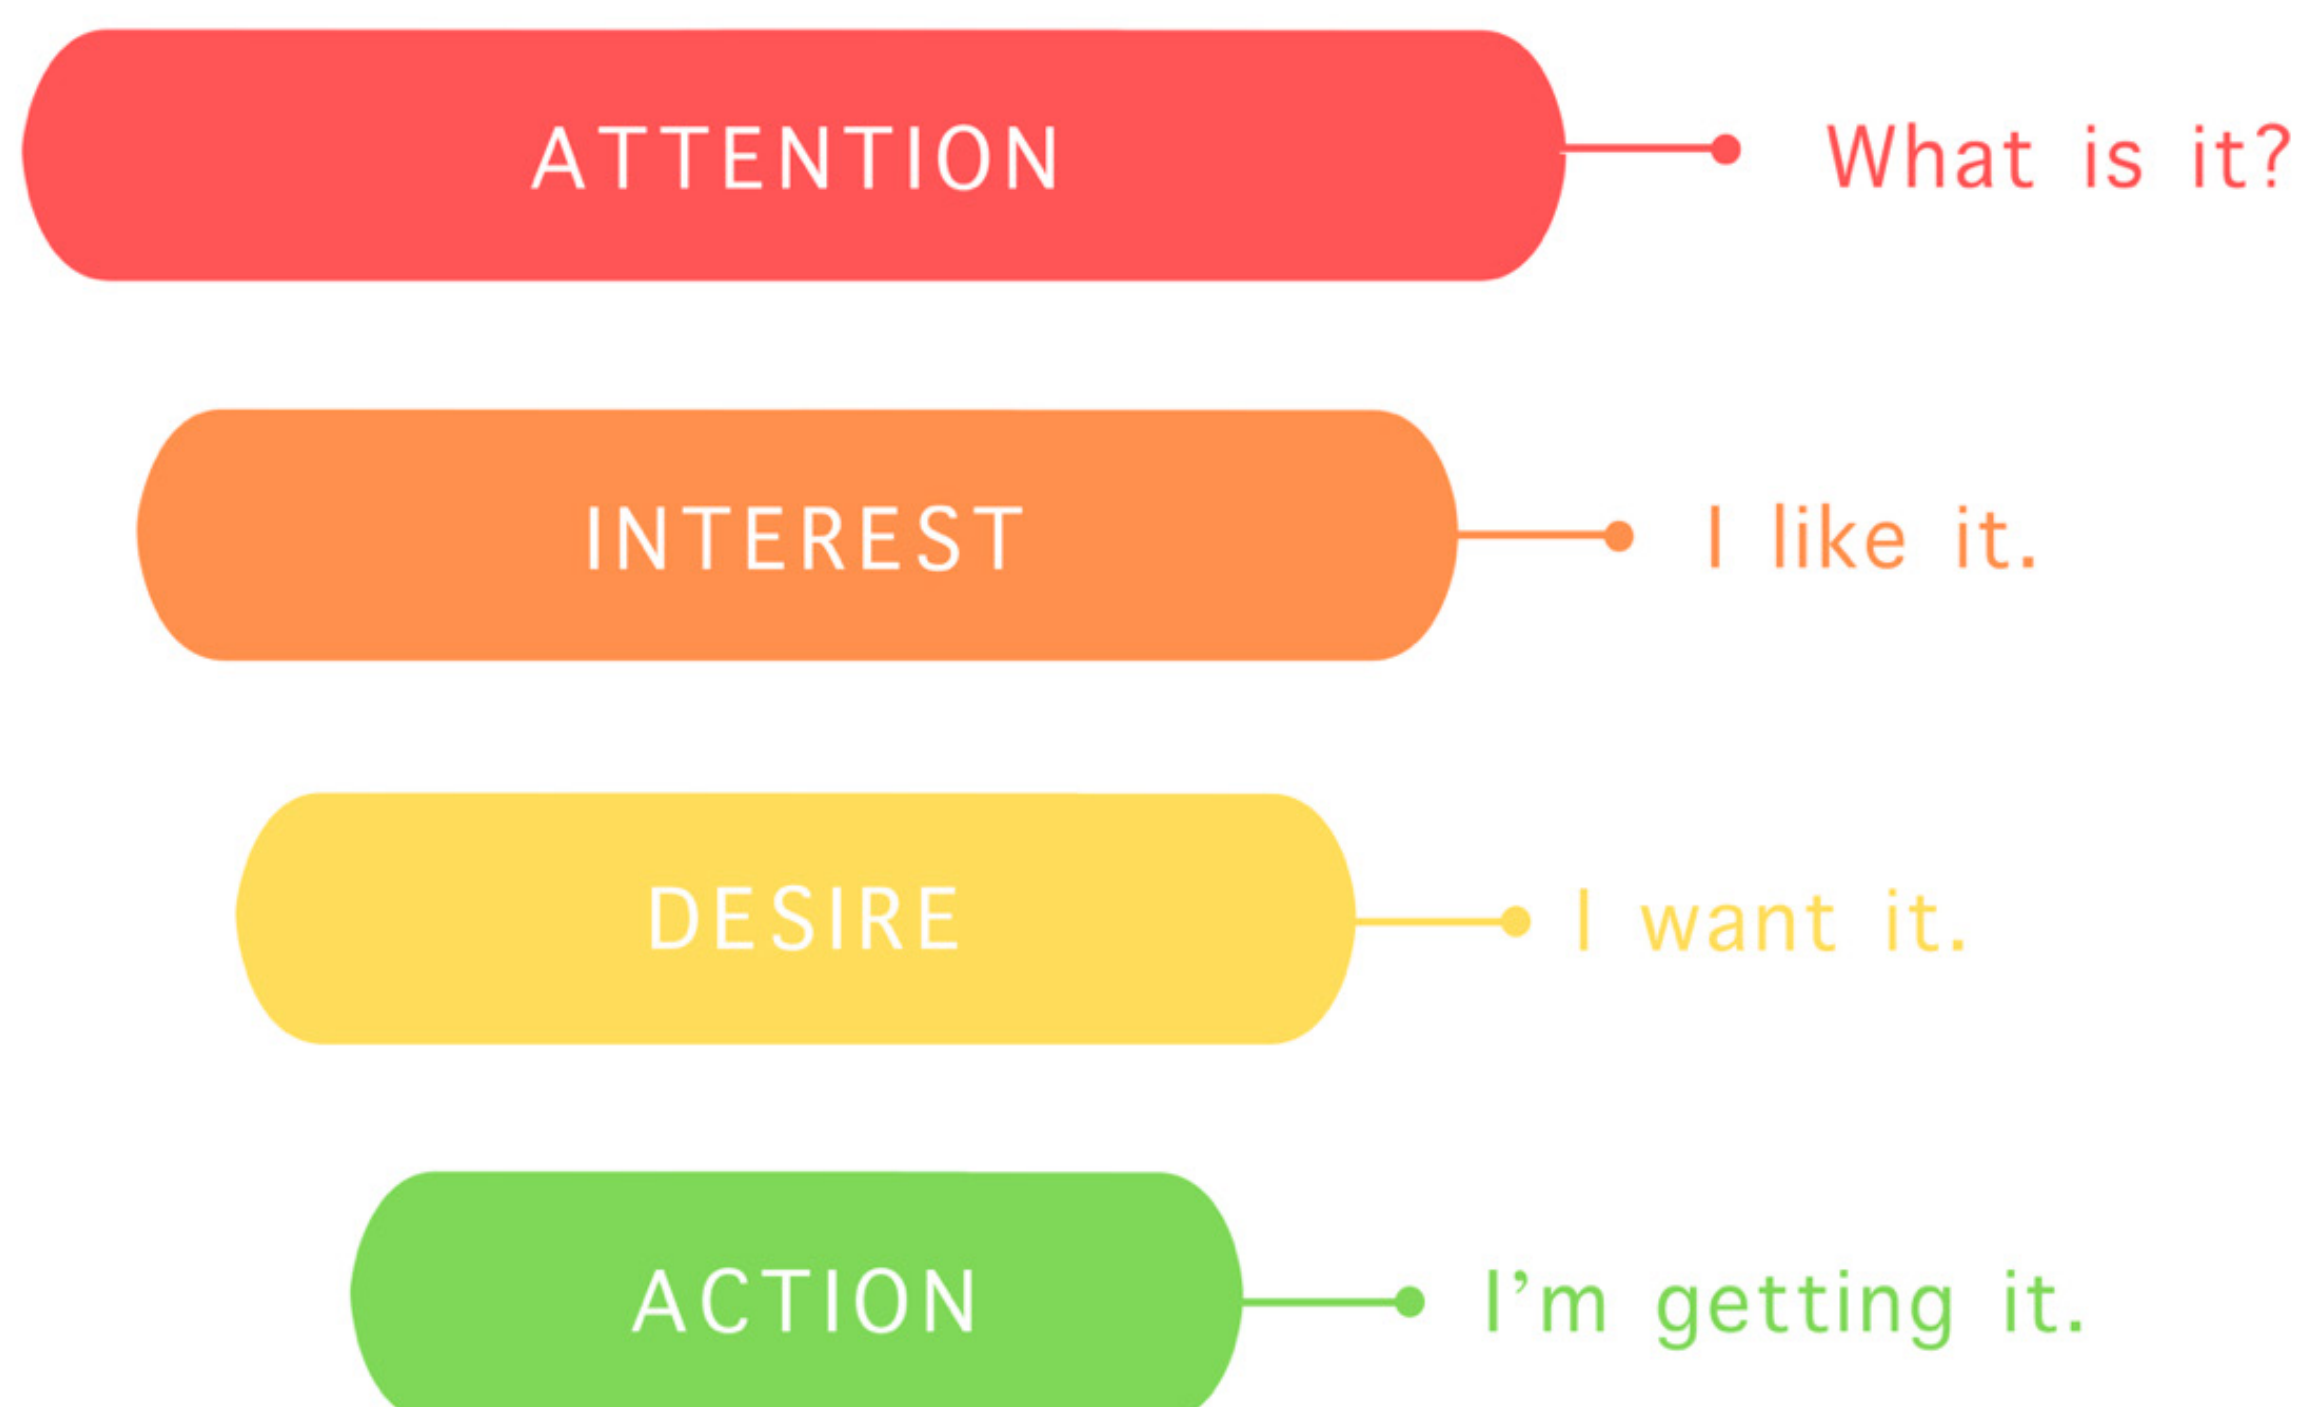 ATTENTION What is it?
INTEREST I like it.
DESIRE I want it.
ACTION I’m getting it.